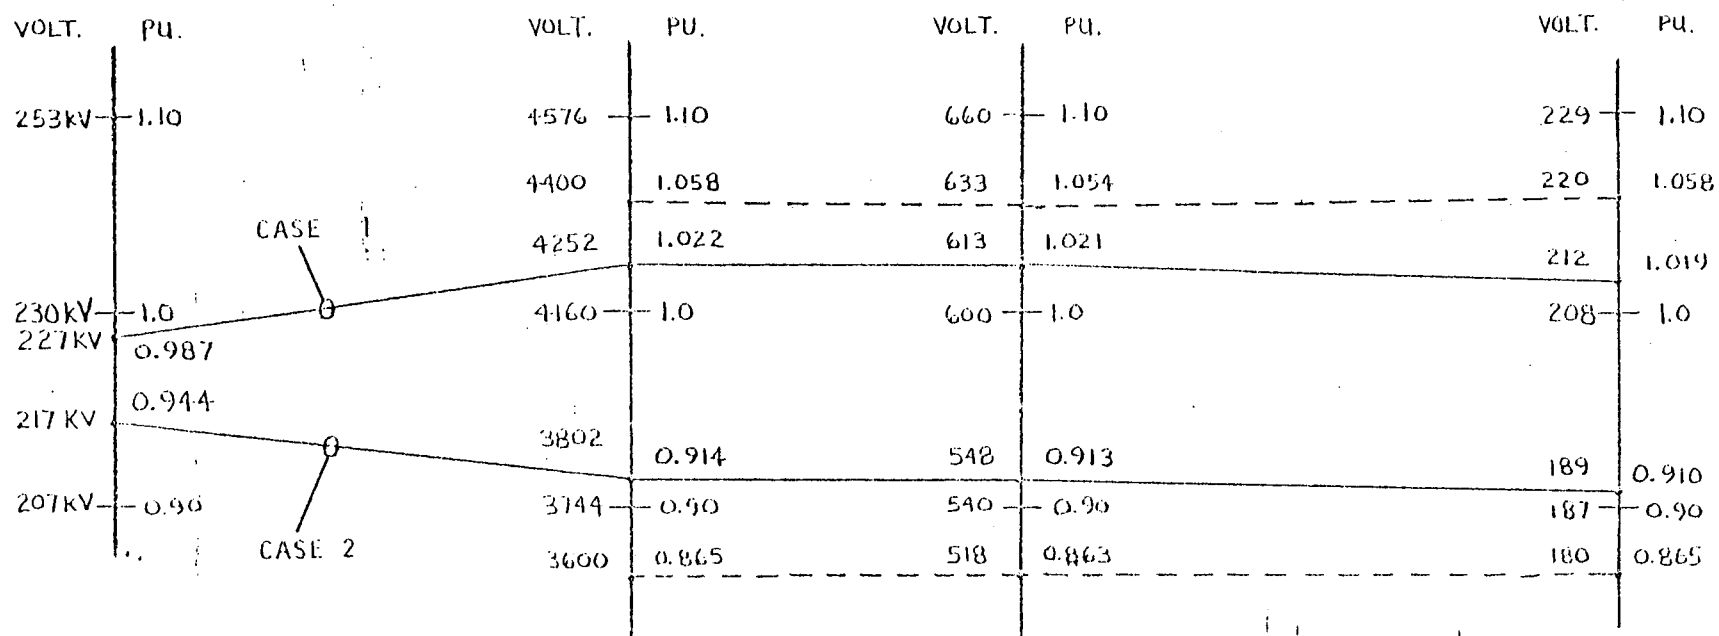 VOLT. PU. VOLT. PU. VOLT. PU. VOLT. PU.
253KV 1.10 4576 1.10 660 1.10 229 1.10
4400 1.058 633 1.054 220 1.058
CASE 1
4252 1.022 613 1.021 212 1.019
230KV 1.0 4160 1.0 600 1.0 208 1.0
227KV 0.987
217 KV 0.944
3802 0.914 548 0.913 189 0.910
207KV 0.90 3744 0.90 540 0.90 187 0.90
CASE 2
3600 0.865 518 0.863 180 0.865